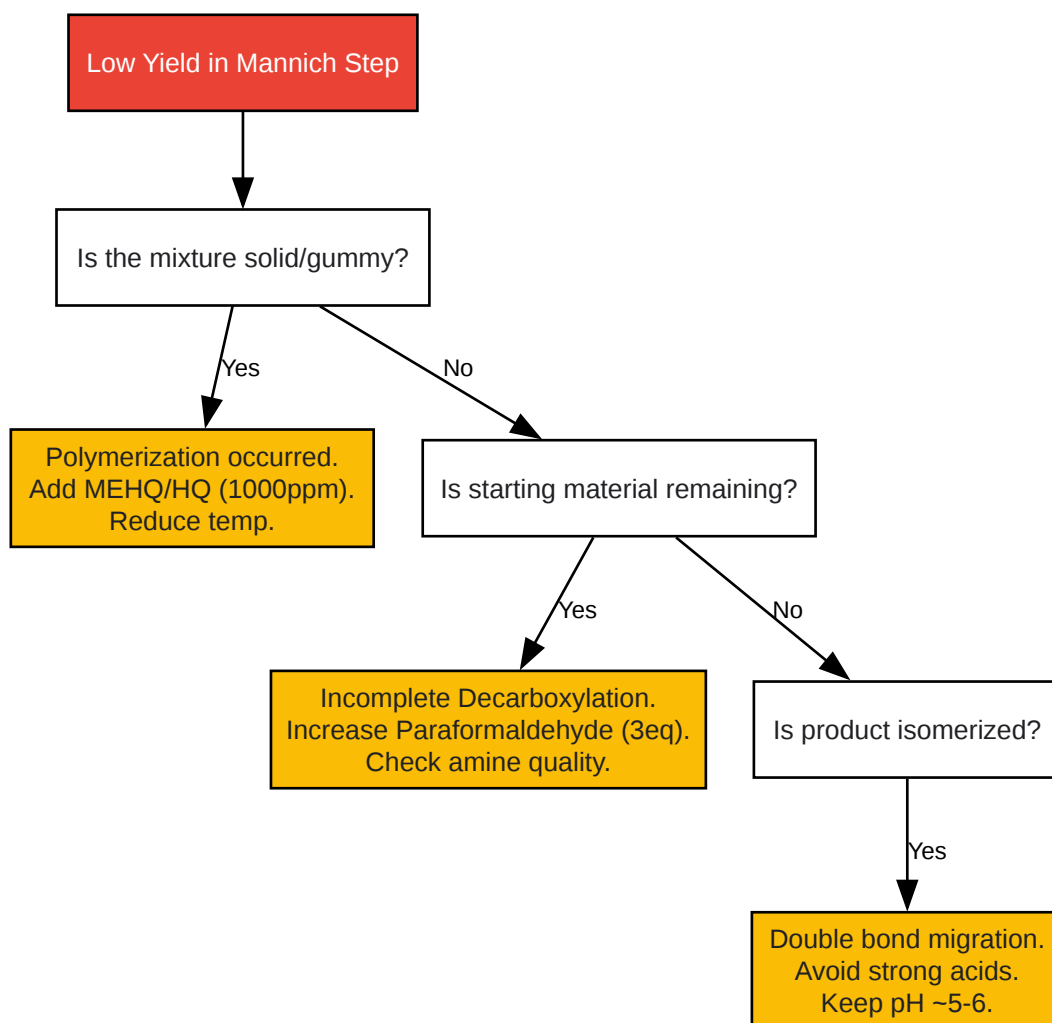 Low Yield in Mannich Step
Is the mixture solid/gummy?
Yes
No
Polymerization occurred.
Add MEHQ/HQ (1000ppm).
Reduce temp.
Is starting material remaining?
Yes
No
Incomplete Decarboxylation.
Increase Paraformaldehyde (3eq).
Check amine quality.
Is product isomerized?
Yes
Double bond migration.
Avoid strong acids.
Keep pH ~5-6.